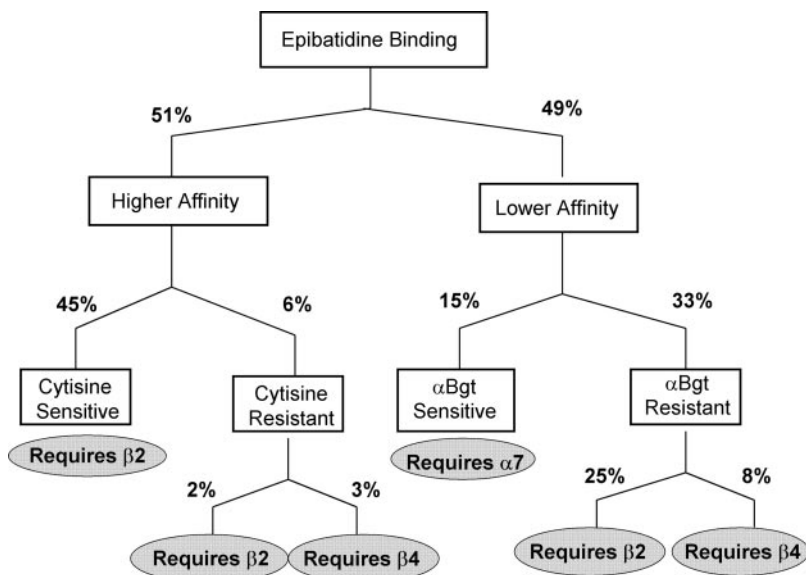 Epibatidine Binding
51%
49%
Higher Affinity
Lower Affinity
45%
6%
15%
33%
Cytisine
Sensitive
Cytisine
Resistant
αBgt
Sensitive
αBgt
Resistant
Requires β2
Requires α7
2%
3%
25%
8%
Requires β2
Requires β4
Requires β2
Requires β4